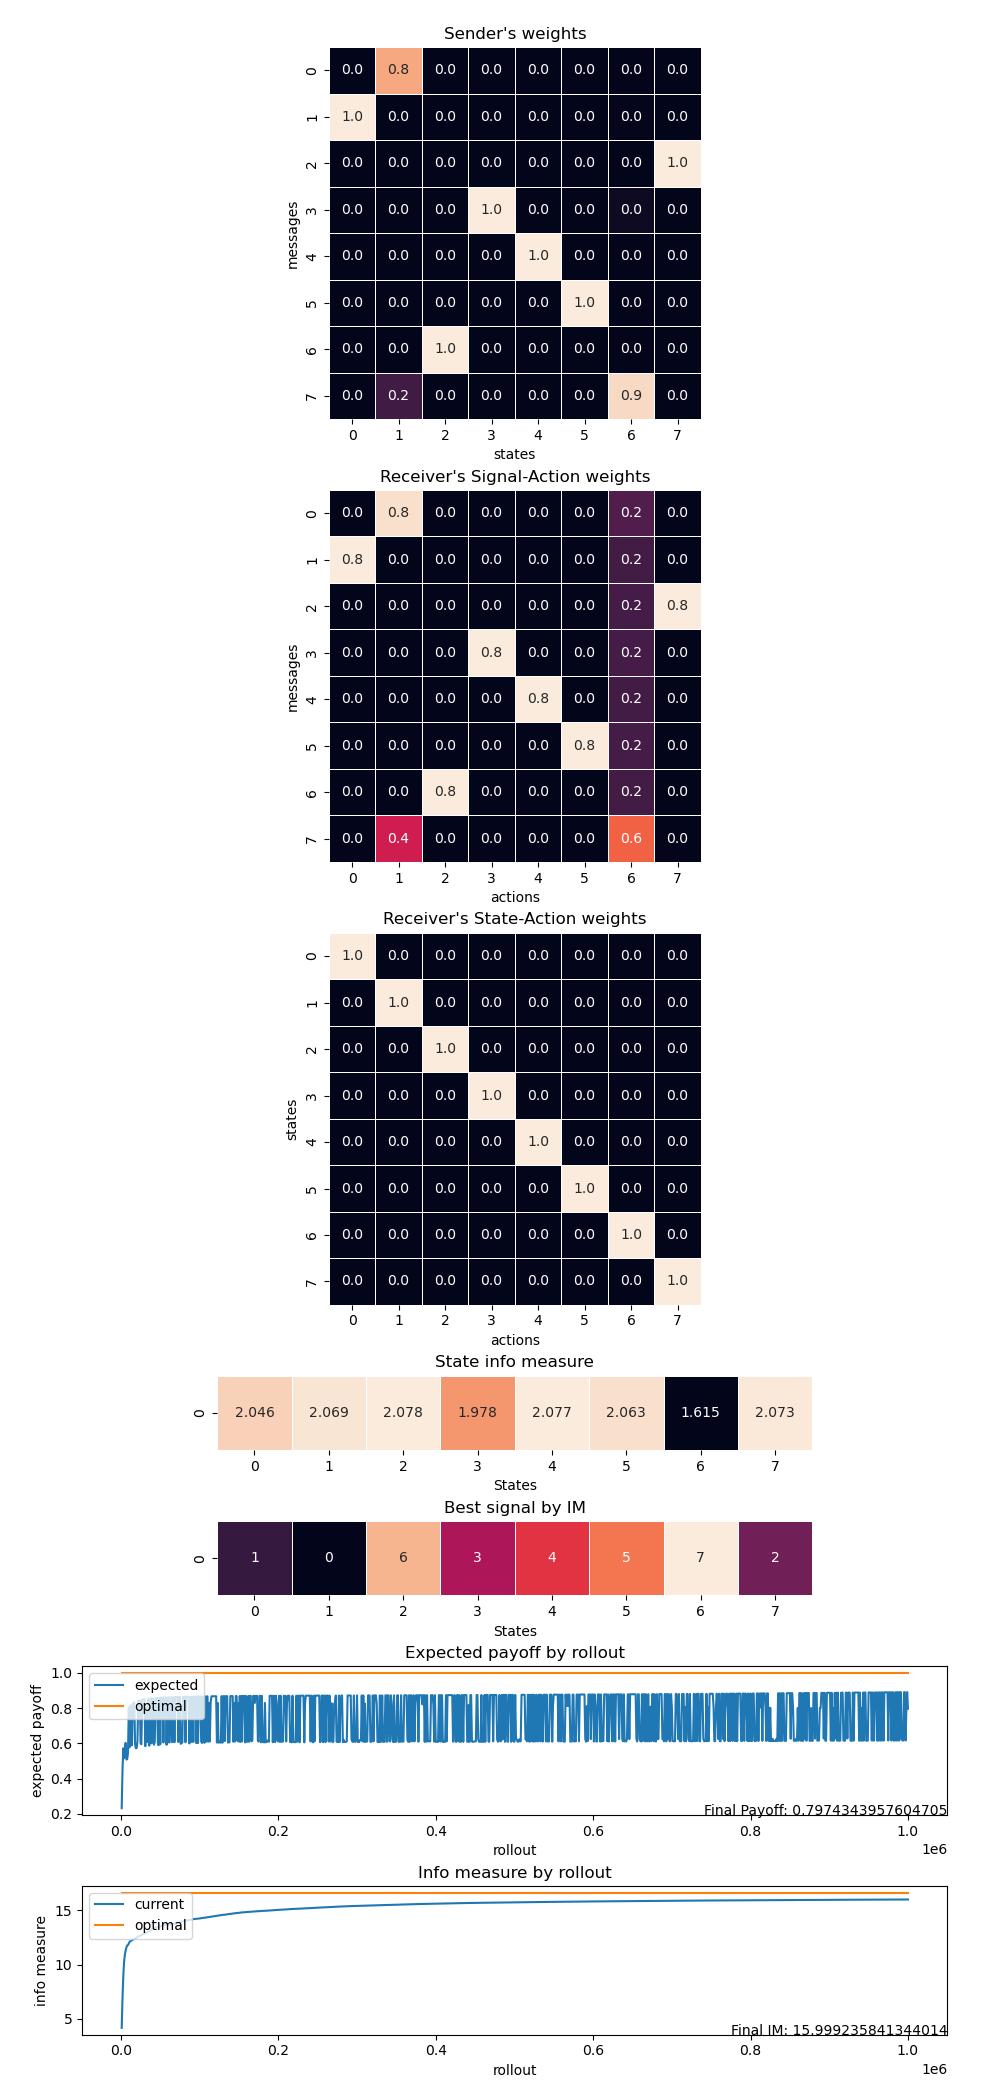 Sender's weights
messages
0 0.0 0.8 0.0 0.0 0.0 0.0 0.0 0.0
1 1.0 0.0 0.0 0.0 0.0 0.0 0.0 0.0
2 0.0 0.0 0.0 0.0 0.0 0.0 0.0 1.0
3 0.0 0.0 0.0 1.0 0.0 0.0 0.0 0.0
4 0.0 0.0 0.0 0.0 1.0 0.0 0.0 0.0
5 0.0 0.0 0.0 0.0 0.0 1.0 0.0 0.0
6 0.0 0.0 1.0 0.0 0.0 0.0 0.0 0.0
7 0.0 0.2 0.0 0.0 0.0 0.0 0.9 0.0
0 1 2 3 4 5 6 7
states
Receiver's Signal-Action weights
messages
0 0.0 0.8 0.0 0.0 0.0 0.0 0.2 0.0
1 0.8 0.0 0.0 0.0 0.0 0.0 0.2 0.0
2 0.0 0.0 0.0 0.0 0.0 0.0 0.2 0.8
3 0.0 0.0 0.0 0.8 0.0 0.0 0.2 0.0
4 0.0 0.0 0.0 0.0 0.8 0.0 0.2 0.0
5 0.0 0.0 0.0 0.0 0.0 0.8 0.2 0.0
6 0.0 0.0 0.8 0.0 0.0 0.0 0.2 0.0
7 0.0 0.4 0.0 0.0 0.0 0.0 0.6 0.0
0 1 2 3 4 5 6 7
actions
Receiver's State-Action weights
states
0 1.0 0.0 0.0 0.0 0.0 0.0 0.0 0.0
1 0.0 1.0 0.0 0.0 0.0 0.0 0.0 0.0
2 0.0 0.0 1.0 0.0 0.0 0.0 0.0 0.0
3 0.0 0.0 0.0 1.0 0.0 0.0 0.0 0.0
4 0.0 0.0 0.0 0.0 1.0 0.0 0.0 0.0
5 0.0 0.0 0.0 0.0 0.0 1.0 0.0 0.0
6 0.0 0.0 0.0 0.0 0.0 0.0 1.0 0.0
7 0.0 0.0 0.0 0.0 0.0 0.0 0.0 1.0
0 1 2 3 4 5 6 7
actions
State info measure
0 2.046 2.069 2.078 1.978 2.077 2.063 1.615 2.073
0 1 2 3 4 5 6 7
States
Best signal by IM
0 1 0 6 3 4 5 7 2
0 1 2 3 4 5 6 7
States
Expected payoff by rollout
expected payoff
1.0
0.8
0.6
0.4
0.2
expected
optimal
Final Payoff: 0.7974343957604705
0.0 0.2 0.4 0.6 0.8 1.0
1e6
rollout
Info measure by rollout
info measure
15
10
5
current
optimal
Final IM: 15.999235841344014
0.0 0.2 0.4 0.6 0.8 1.0
1e6
rollout